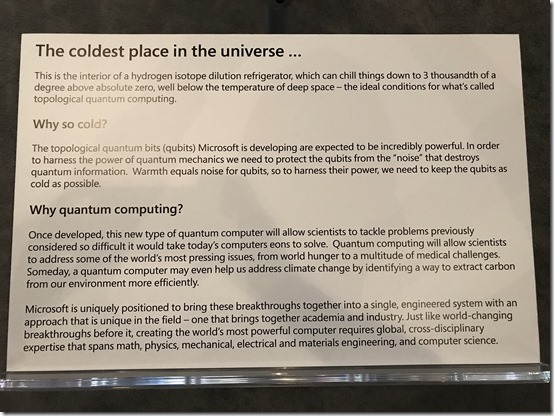 The coldest place in the universe ...
This is the interior of a hydrogen isotope dilution refrigerator, which can chill things down to 3 thousandth of a
degree above absolute zero, well below the temperature of deep space – the ideal conditions for what's called
topological quantum computing.
Why so cold?
The topological quantum bits (qubits) Microsoft is developing are expected to be incredibly powerful. In order
to harness the power of quantum mechanics we need to protect the qubits from the "noise" that destroys
quantum information. Warmth equals noise for qubits, so to harness their power, we need to keep the qubits as
cold as possible.
Why quantum computing?
Once developed, this new type of quantum computer will allow scientists to tackle problems previously
considered so difficult it would take today's computers eons to solve. Quantum computing will allow scientists
to address some of the world's most pressing issues, from world hunger to a multitude of medical challenges.
Someday, a quantum computer may even help us address climate change by identifying a way to extract carbon
from our environment more efficiently.
Microsoft is uniquely positioned to bring these breakthroughs together into a single, engineered system with an
approach that is unique in the field – one that brings together academia and industry. Just like world-changing
breakthroughs before it, creating the world's most powerful computer requires global, cross-disciplinary
expertise that spans math, physics, mechanical, electrical and materials engineering, and computer science.